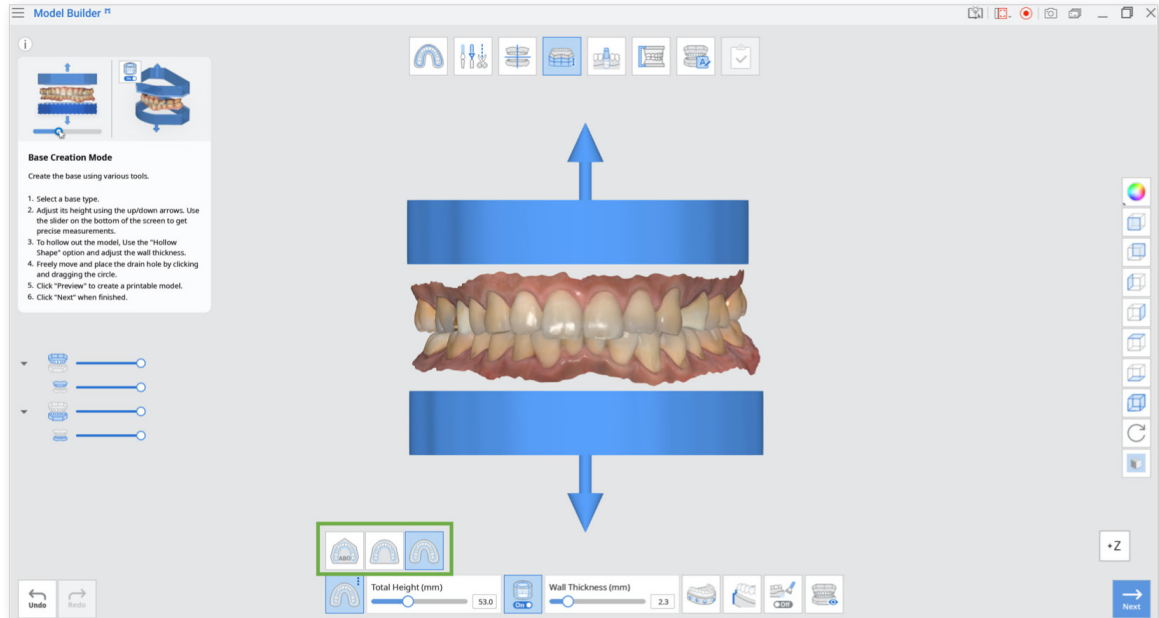 Model Builder
Base Creation Mode
Create the base using various tools.
1. Select a base type.
2. Adjust its height using the up/down arrows. Use
the slider on the bottom of the screen to get
precise measurements.
3. To hollow out the model, Use the "Hollow
Shape" option and adjust the wall thickness.
4. Freely move and place the drain hole by clicking
and dragging the circle.
5. Click "Preview" to create a printable model.
6. Click "Next" when finished.
ABO
+Z
Undo
Redo
Total Height (mm)
53.0
On
Wall Thickness (mm)
2.3
Off
Next